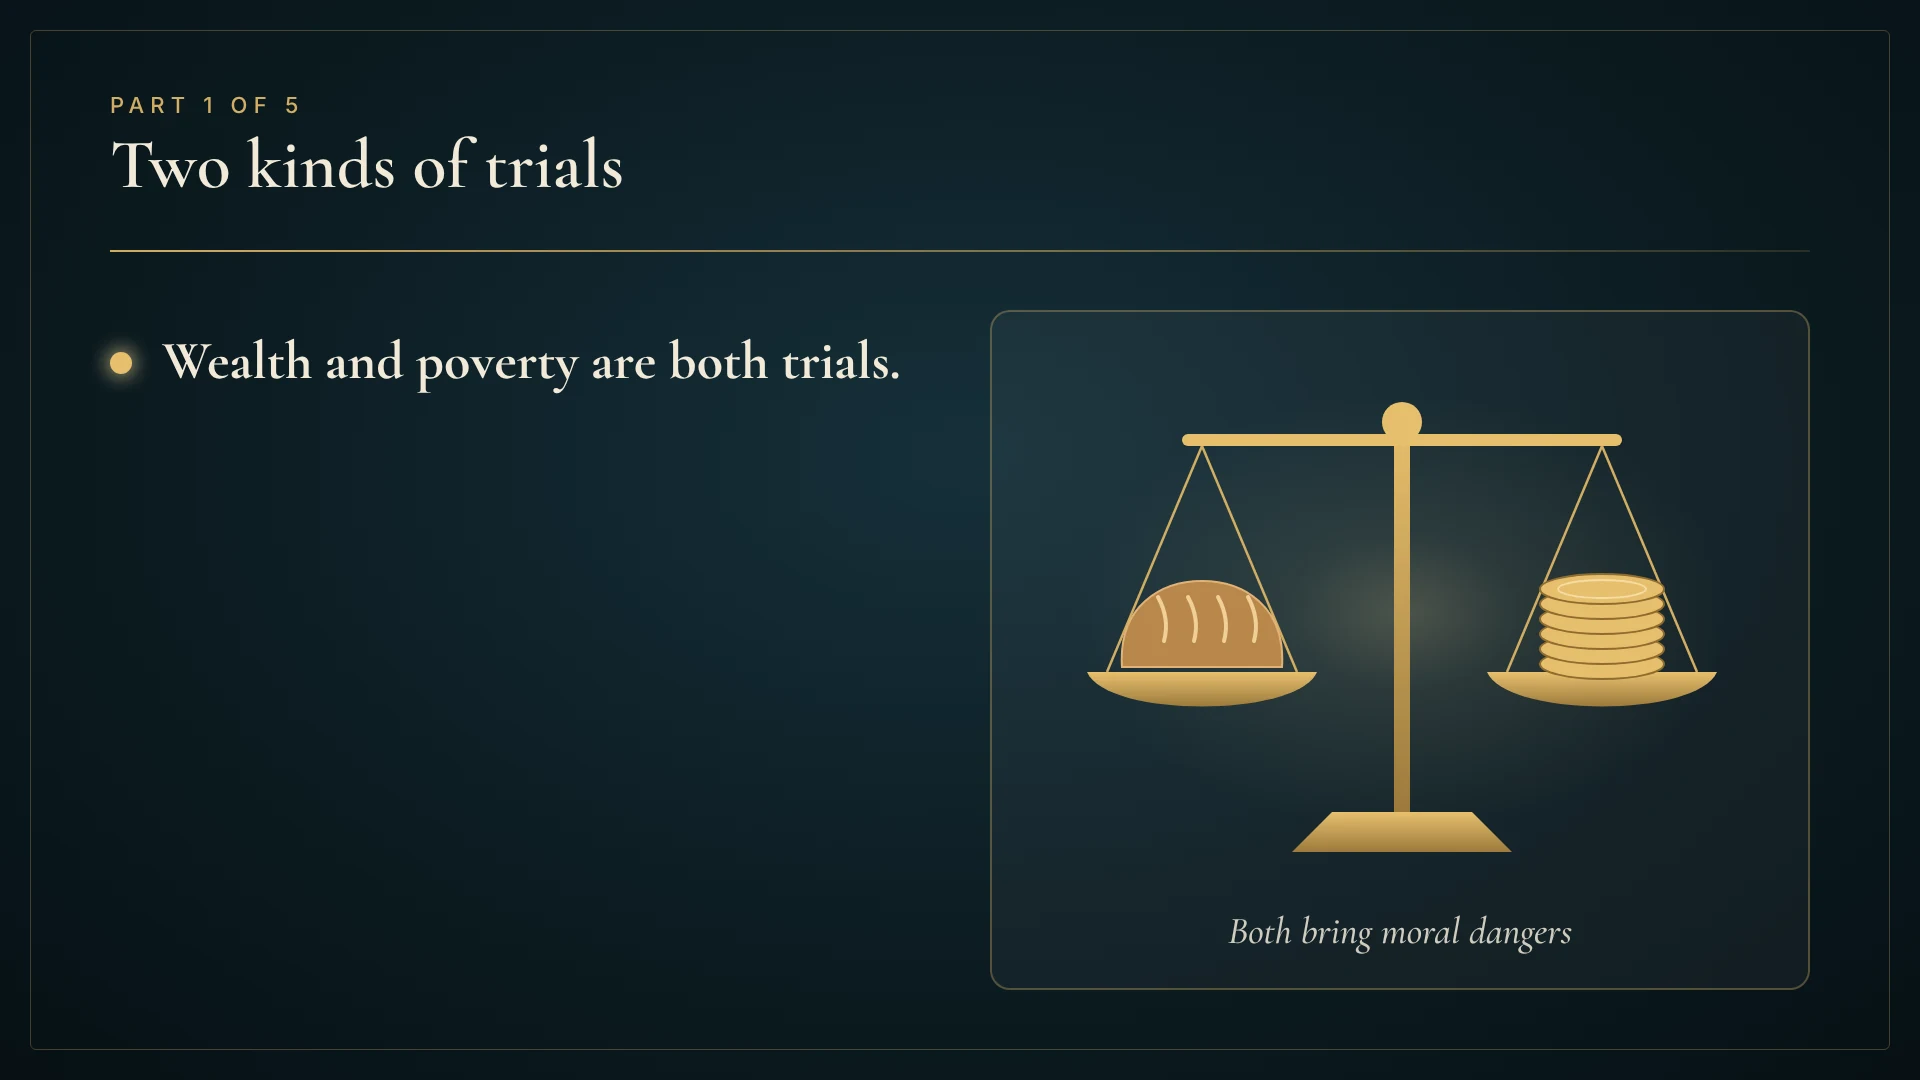 PART 1 OF 5
Two kinds of trials
Wealth and poverty are both trials.
Both bring moral dangers